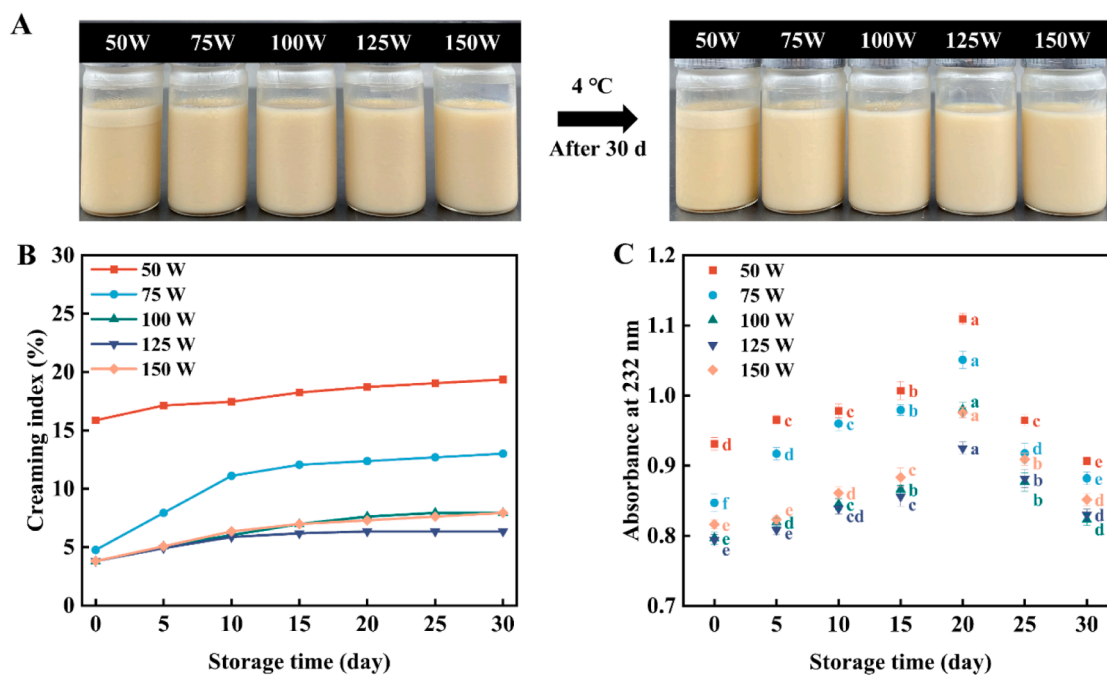 A
50W 75W 100W 125W 150W
4 °C
After 30 d
50W 75W 100W 125W 150W
B
30
25
20
15
10
5
0
Creaming index (%)
50 W
75 W
100 W
125 W
150 W
0 5 10 15 20 25 30
Storage time (day)
C
1.2
1.1
1.0
0.9
0.8
0.7
Absorbance at 232 nm
50 W
75 W
100 W
125 W
150 W
d
f
e
e
e
c
d
e
d
e
c
c
d
c
cd
b
b
c
b
c
a
a
a
a
a
c
d
b
b
b
e
e
d
b
d
0 5 10 15 20 25 30
Storage time (day)